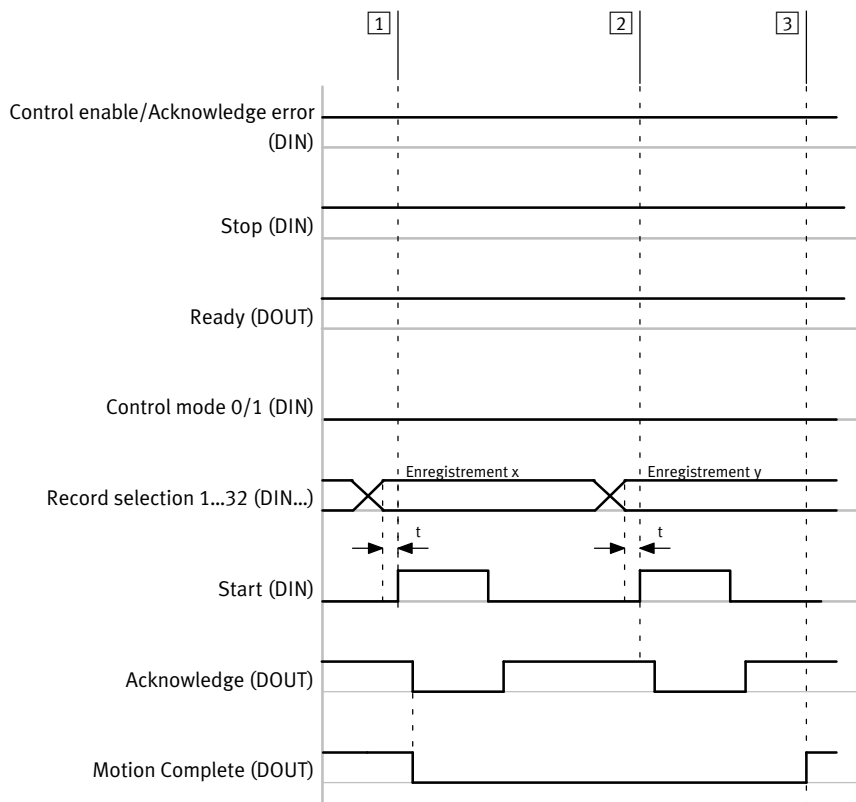 1 2 3
Control enable/Acknowledge error
(DIN)
Stop (DIN)
Ready (DOUT)
Control mode 0/1 (DIN)
Enregistrement x Enregistrement y
Record selection 1...32 (DIN...)
t t
Start (DIN)
Acknowledge (DOUT)
Motion Complete (DOUT)